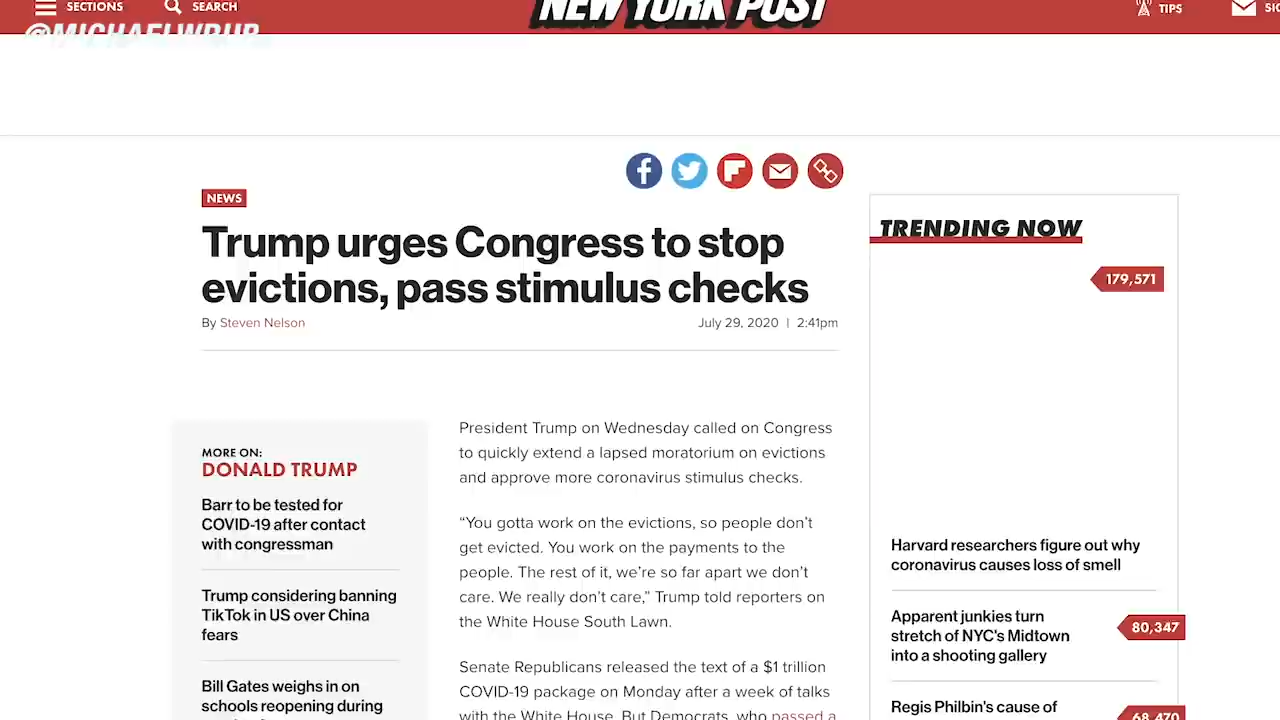 SECTIONS
SEARCH
NEW YORK POST
TIPS
NEWS
Trump urges Congress to stop
evictions, pass stimulus checks
By Steven Nelson
July 29, 2020 | 2:41pm
MORE ON:
DONALD TRUMP
Barr to be tested for
COVID-19 after contact
with congressman
Trump considering banning
TikTok in US over China
fears
Bill Gates weighs in on
schools reopening during
President Trump on Wednesday called on Congress
to quickly extend a lapsed moratorium on evictions
and approve more coronavirus stimulus checks.
“You gotta work on the evictions, so people don’t
get evicted. You work on the payments to the
people. The rest of it, we’re so far apart we don’t
care. We really don’t care,” Trump told reporters on
the White House South Lawn.
Senate Republicans released the text of a $1 trillion
COVID-19 package on Monday after a week of talks
with the White House. But Democrats, who passed a
TRENDING NOW
179,571
Harvard researchers figure out why
coronavirus causes loss of smell
Apparent junkies turn
stretch of NYC's Midtown
into a shooting gallery
80,347
Regis Philbin's cause of
68,470